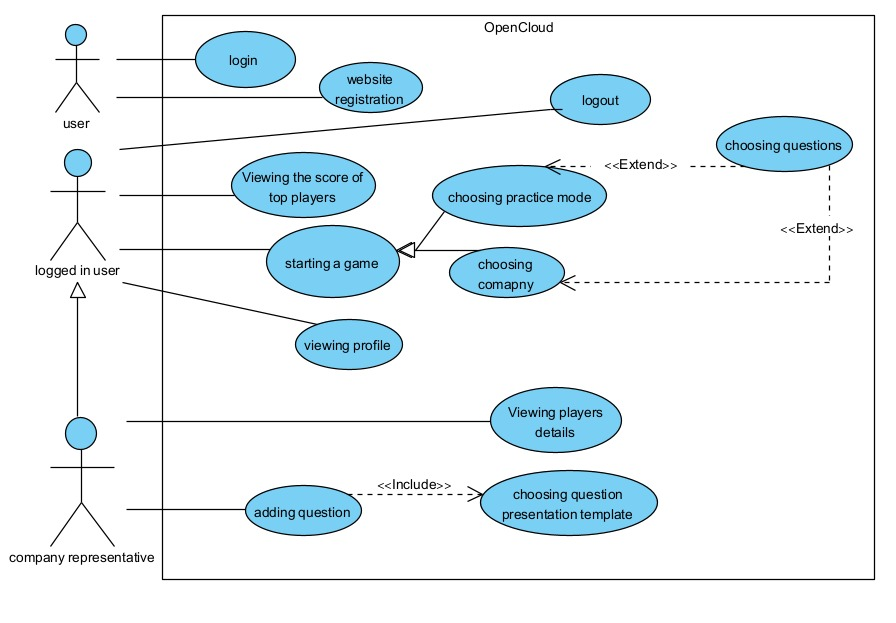 OpenCloud
user
login
website
registration
logout
choosing questions
<<Extend>>
<<Extend>>
logged in user
Viewing the score of
top players
choosing practice mode
starting a game
choosing
comapny
viewing profile
company representative
Viewing players
details
<<Include>>
adding question
choosing question
presentation template